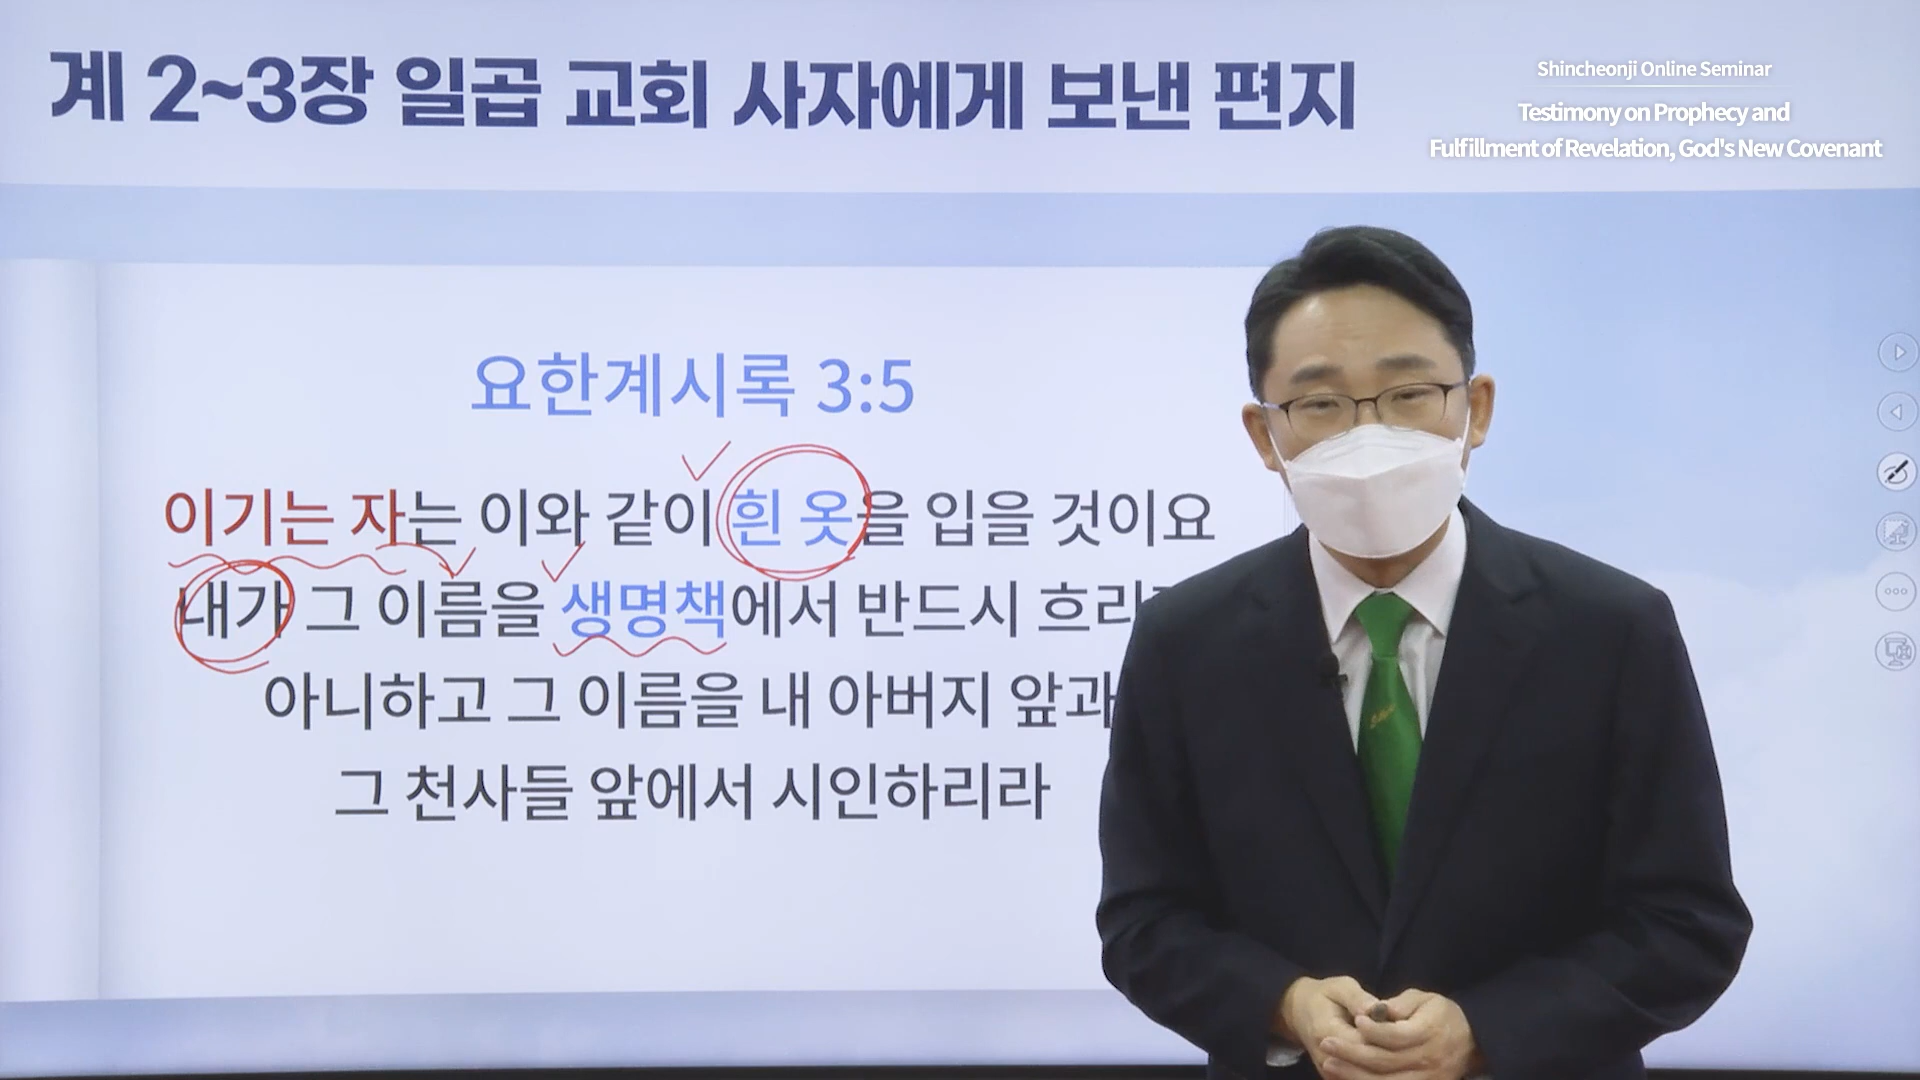 계 2~3장 일곱 교회 사자에게 보낸 편지
Shincheonji Online Seminar
Testimony on Prophecy and
Fulfillment of Revelation, God's New Covenant
요한계시록 3:5
이기는 자는 이와 같이 흰 옷을 입을 것이요
내가 그 이름을 생명책에서 반드시 흐리
아니하고 그 이름을 내 아버지 앞과
그 천사들 앞에서 시인하리라